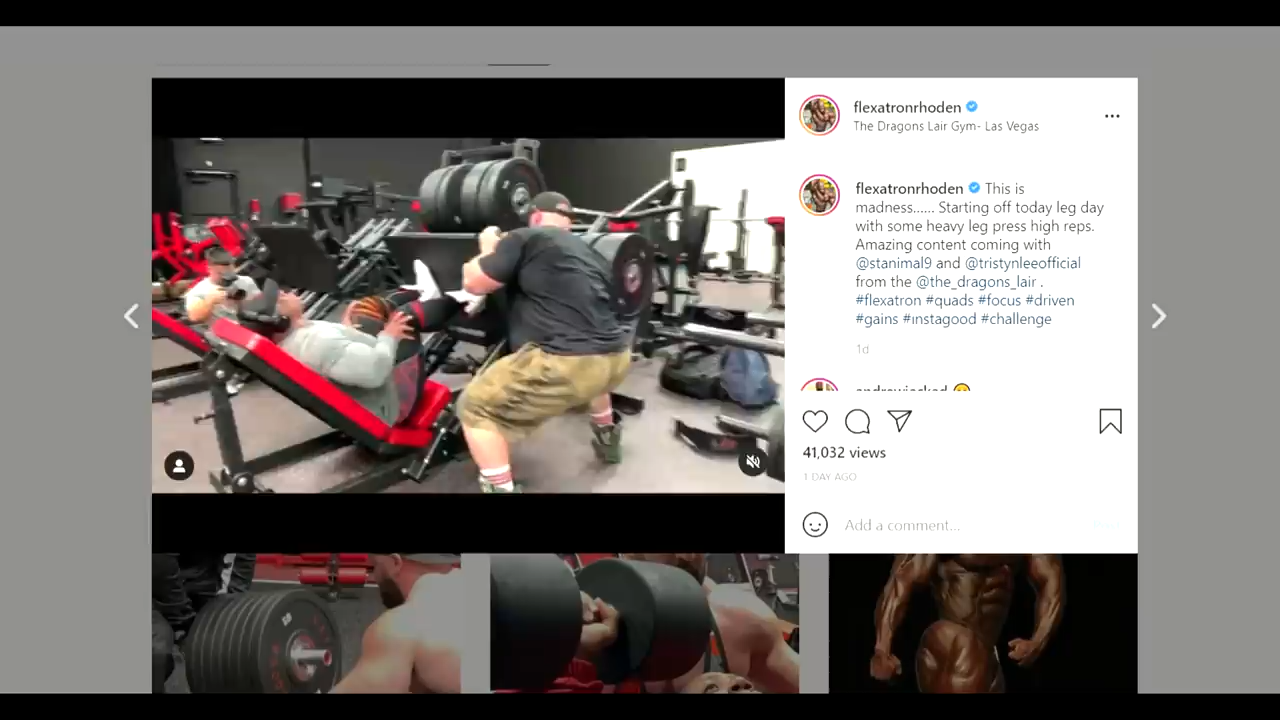 flexatronrhoden
The Dragons Lair Gym- Las Vegas
flexatronrhoden This is
madness...... Starting off today leg day
with some heavy leg press high reps.
Amazing content coming with
@stanimal9 and @tristynleeofficial
from the @the_dragons_lair .
#flexatron #quads #focus #driven
#gains #ınstagood #challenge
1d
41,032 views
1 DAY AGO
Add a comment...